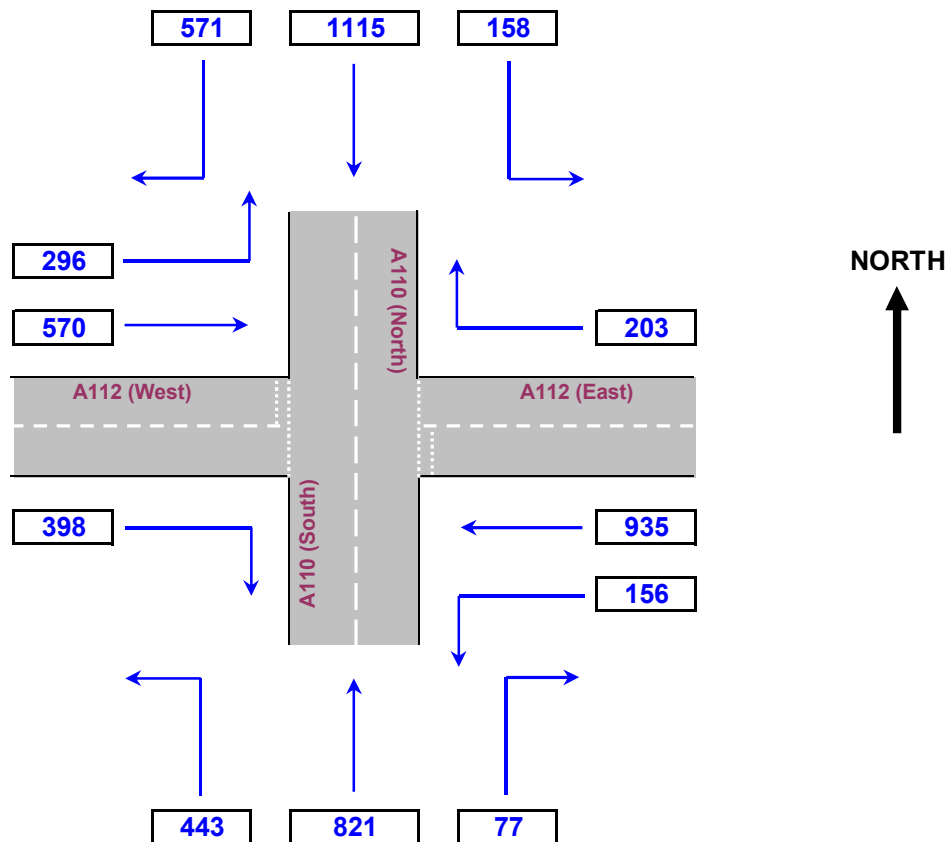 571 1115 158
296
NORTH
A110 (North)
570
203
A112 (West)
A112 (East)
A110 (South)
398
935
156
443 821 77